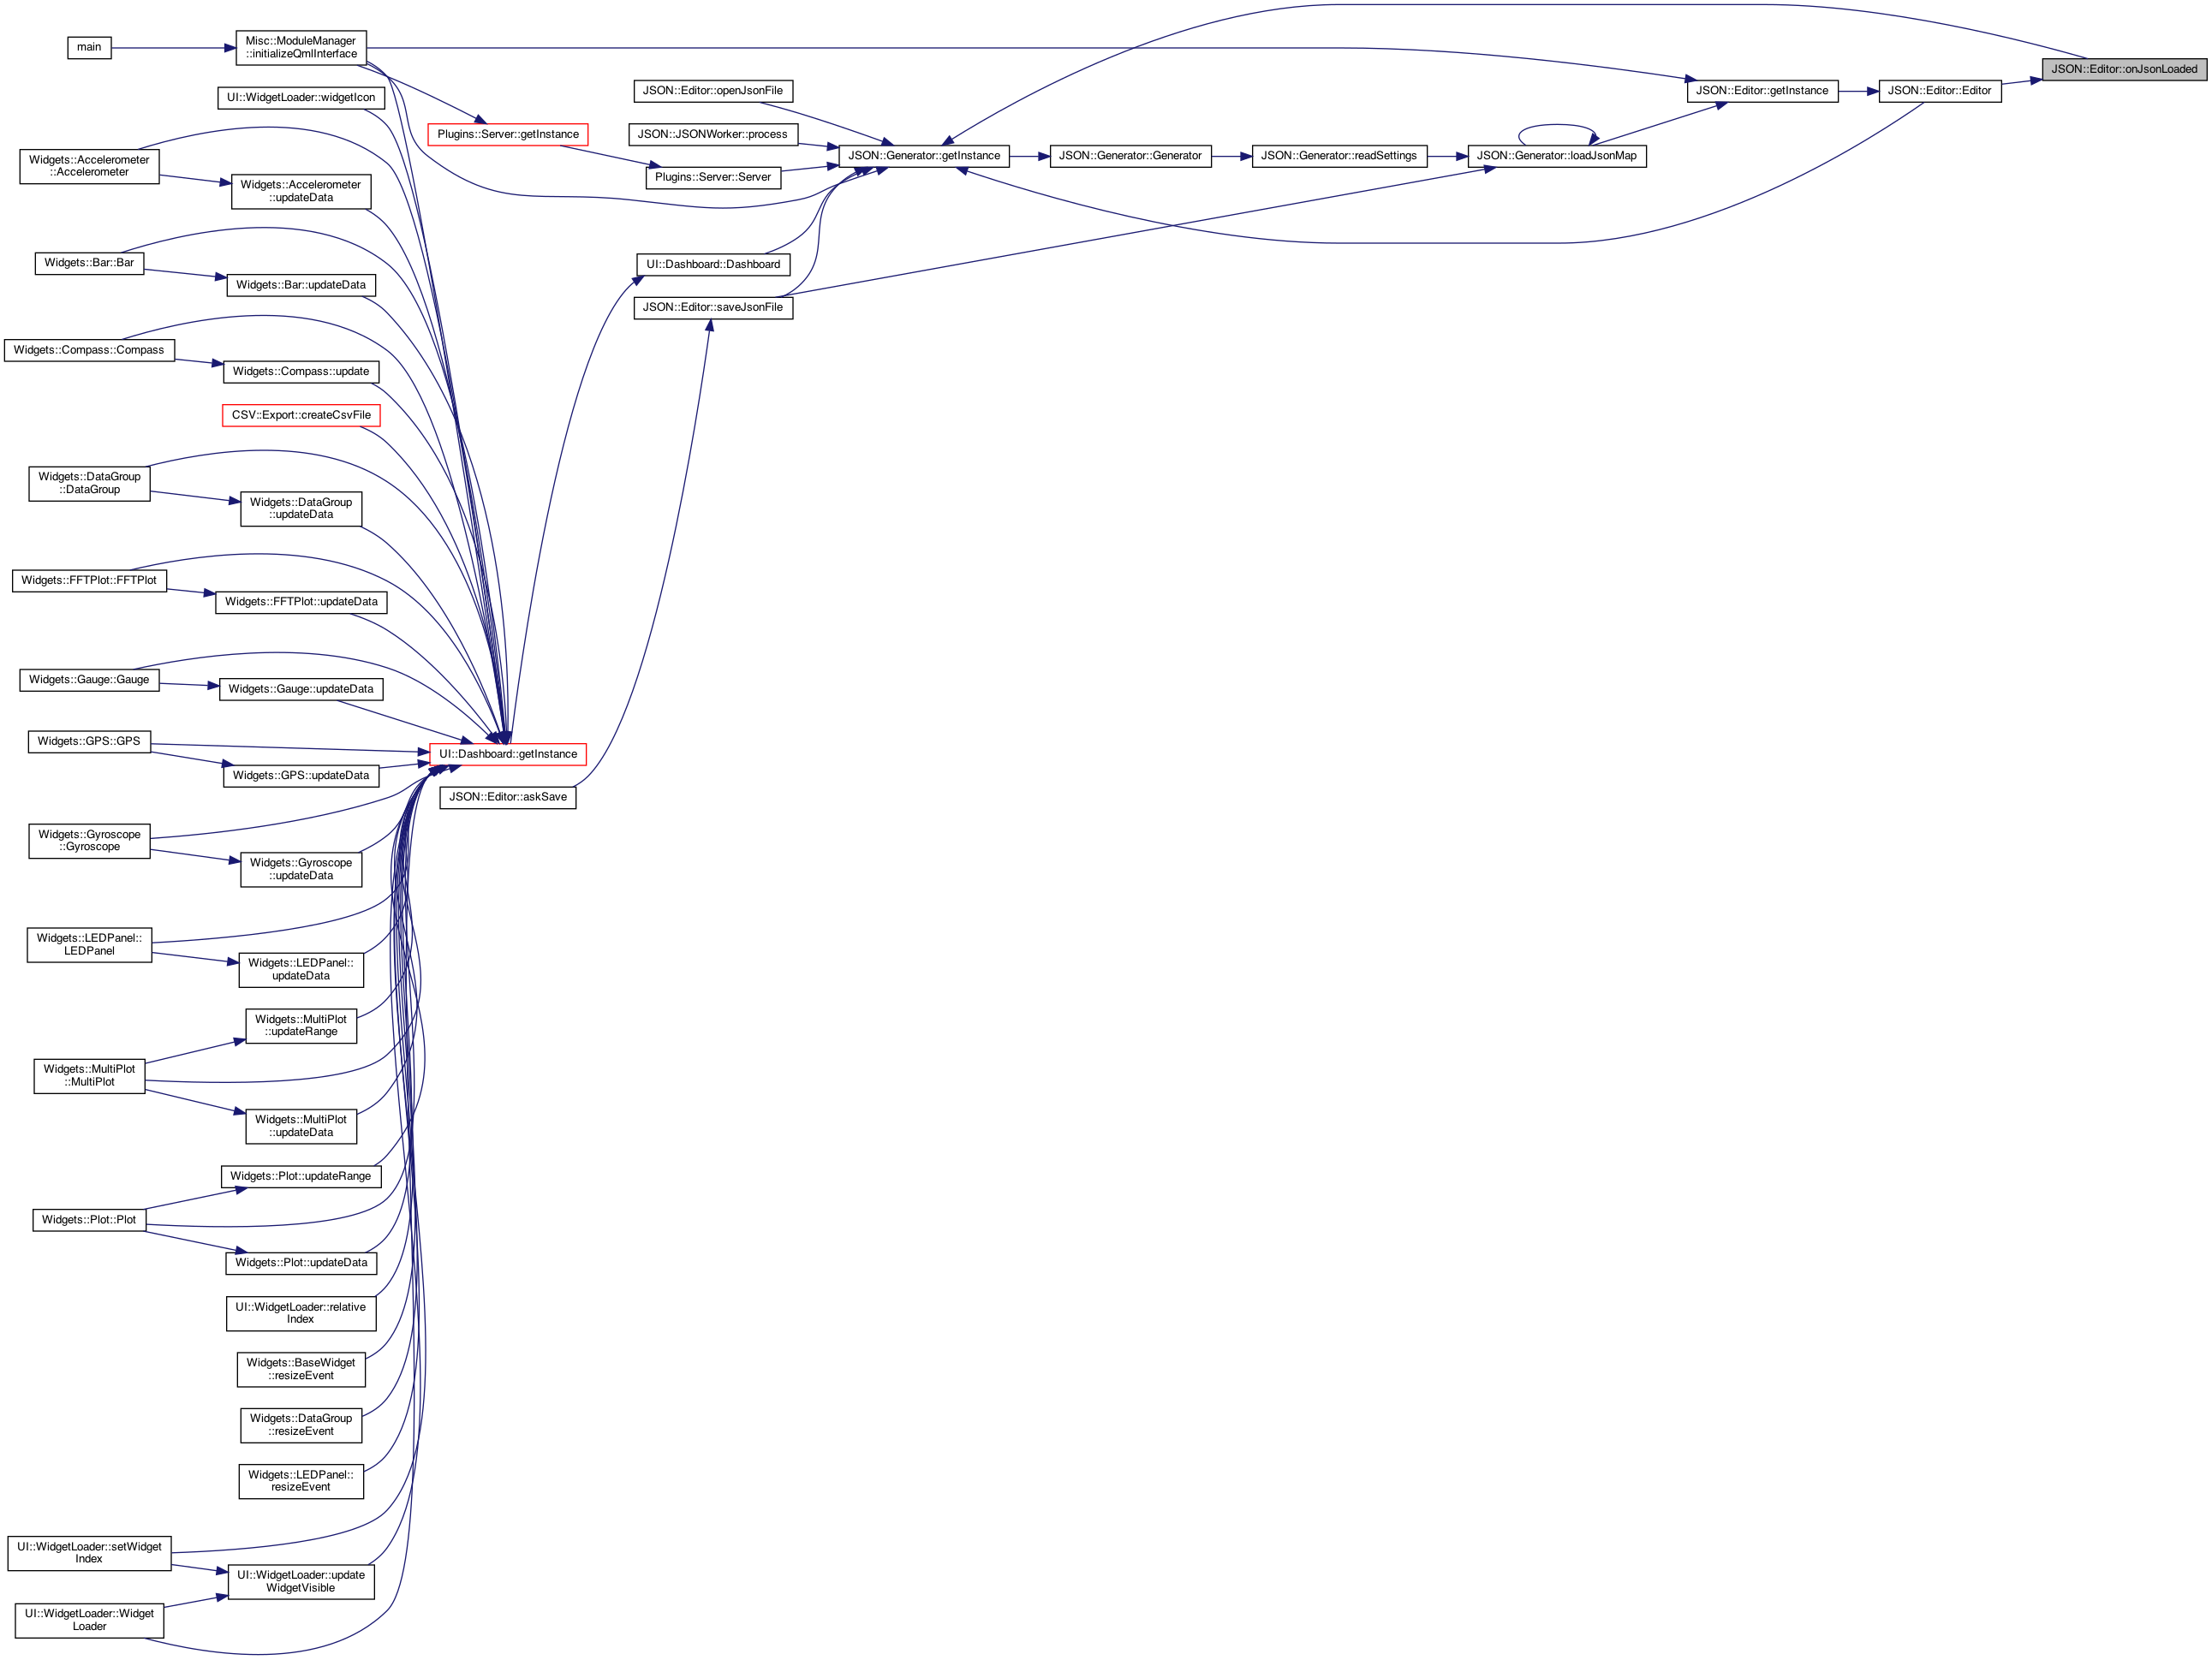 main
Misc::ModuleManager
::initializeQmlInterface
UI::WidgetLoader::widgetIcon
Widgets::Accelerometer
::Accelerometer
Widgets::Accelerometer
::updateData
Widgets::Bar::Bar
Widgets::Bar::updateData
Widgets::Compass::Compass
Widgets::Compass::update
CSV::Export::createCsvFile
Widgets::DataGroup
::DataGroup
Widgets::DataGroup
::updateData
Widgets::FFTPlot::FFTPlot
Widgets::FFTPlot::updateData
Widgets::Gauge::Gauge
Widgets::Gauge::updateData
Widgets::GPS::GPS
Widgets::GPS::updateData
Widgets::Gyroscope
::Gyroscope
Widgets::Gyroscope
::updateData
Widgets::LEDPanel::
LEDPanel
Widgets::LEDPanel::
updateData
Widgets::MultiPlot
::updateRange
Widgets::MultiPlot
::MultiPlot
Widgets::MultiPlot
::updateData
Widgets::Plot::updateRange
Widgets::Plot::Plot
Widgets::Plot::updateData
UI::WidgetLoader::relative
Index
Widgets::BaseWidget
::resizeEvent
Widgets::DataGroup
::resizeEvent
Widgets::LEDPanel::
resizeEvent
UI::WidgetLoader::setWidget
Index
UI::WidgetLoader::update
WidgetVisible
UI::WidgetLoader::Widget
Loader
Plugins::Server::getInstance
UI::Dashboard::getInstance
JSON::Editor::askSave
JSON::Editor::openJsonFile
JSON::JSONWorker::process
Plugins::Server::Server
UI::Dashboard::Dashboard
JSON::Editor::saveJsonFile
JSON::Generator::getInstance
JSON::Generator::Generator
JSON::Generator::readSettings
JSON::Generator::loadJsonMap
JSON::Editor::getInstance
JSON::Editor::Editor
JSON::Editor::onJsonLoaded